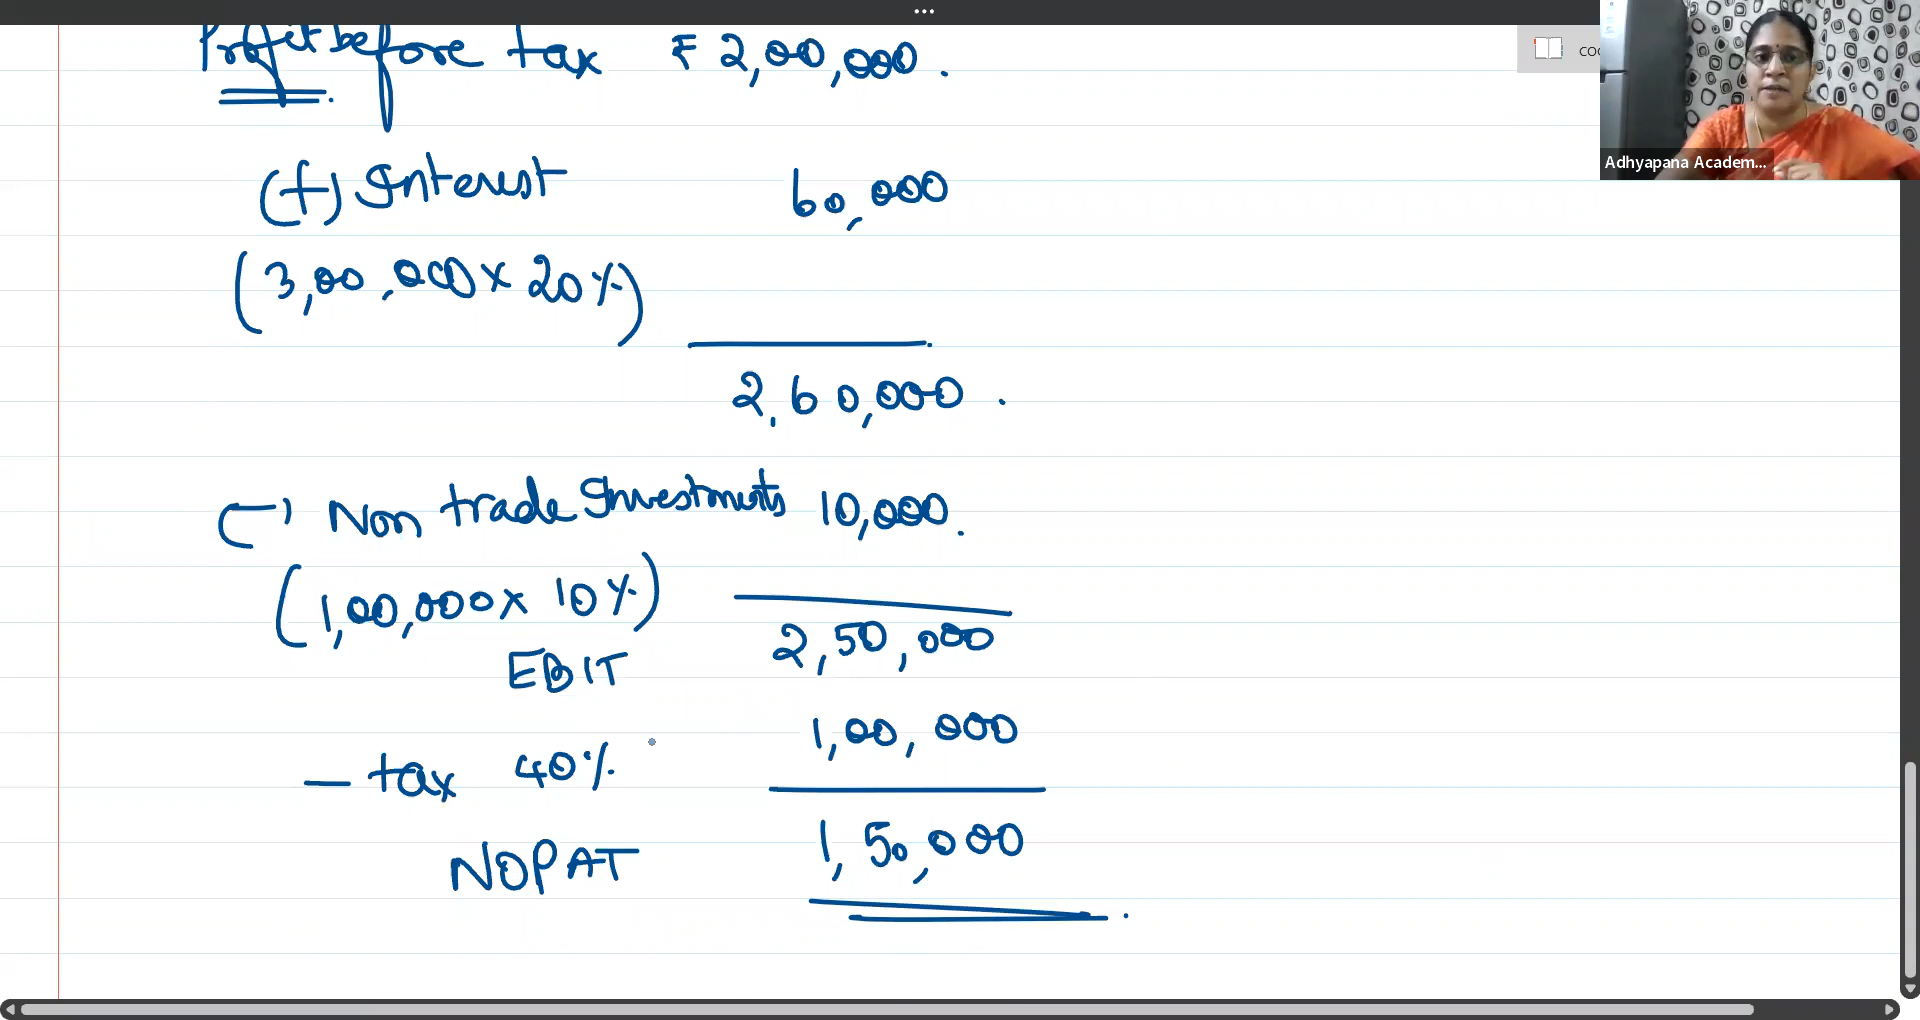 ...
coo
Adhyapana Academ...
Profit before tax ₹ 2,00,000.
(+) Interest 60,000
(3,00,000 x 20%)
2,60,000.
(-) Non trade Investments 10,000.
(1,00,000 x 10%)
EBIT 2,50,000
- tax 40% 1,00,000
NOPAT 1,50,000